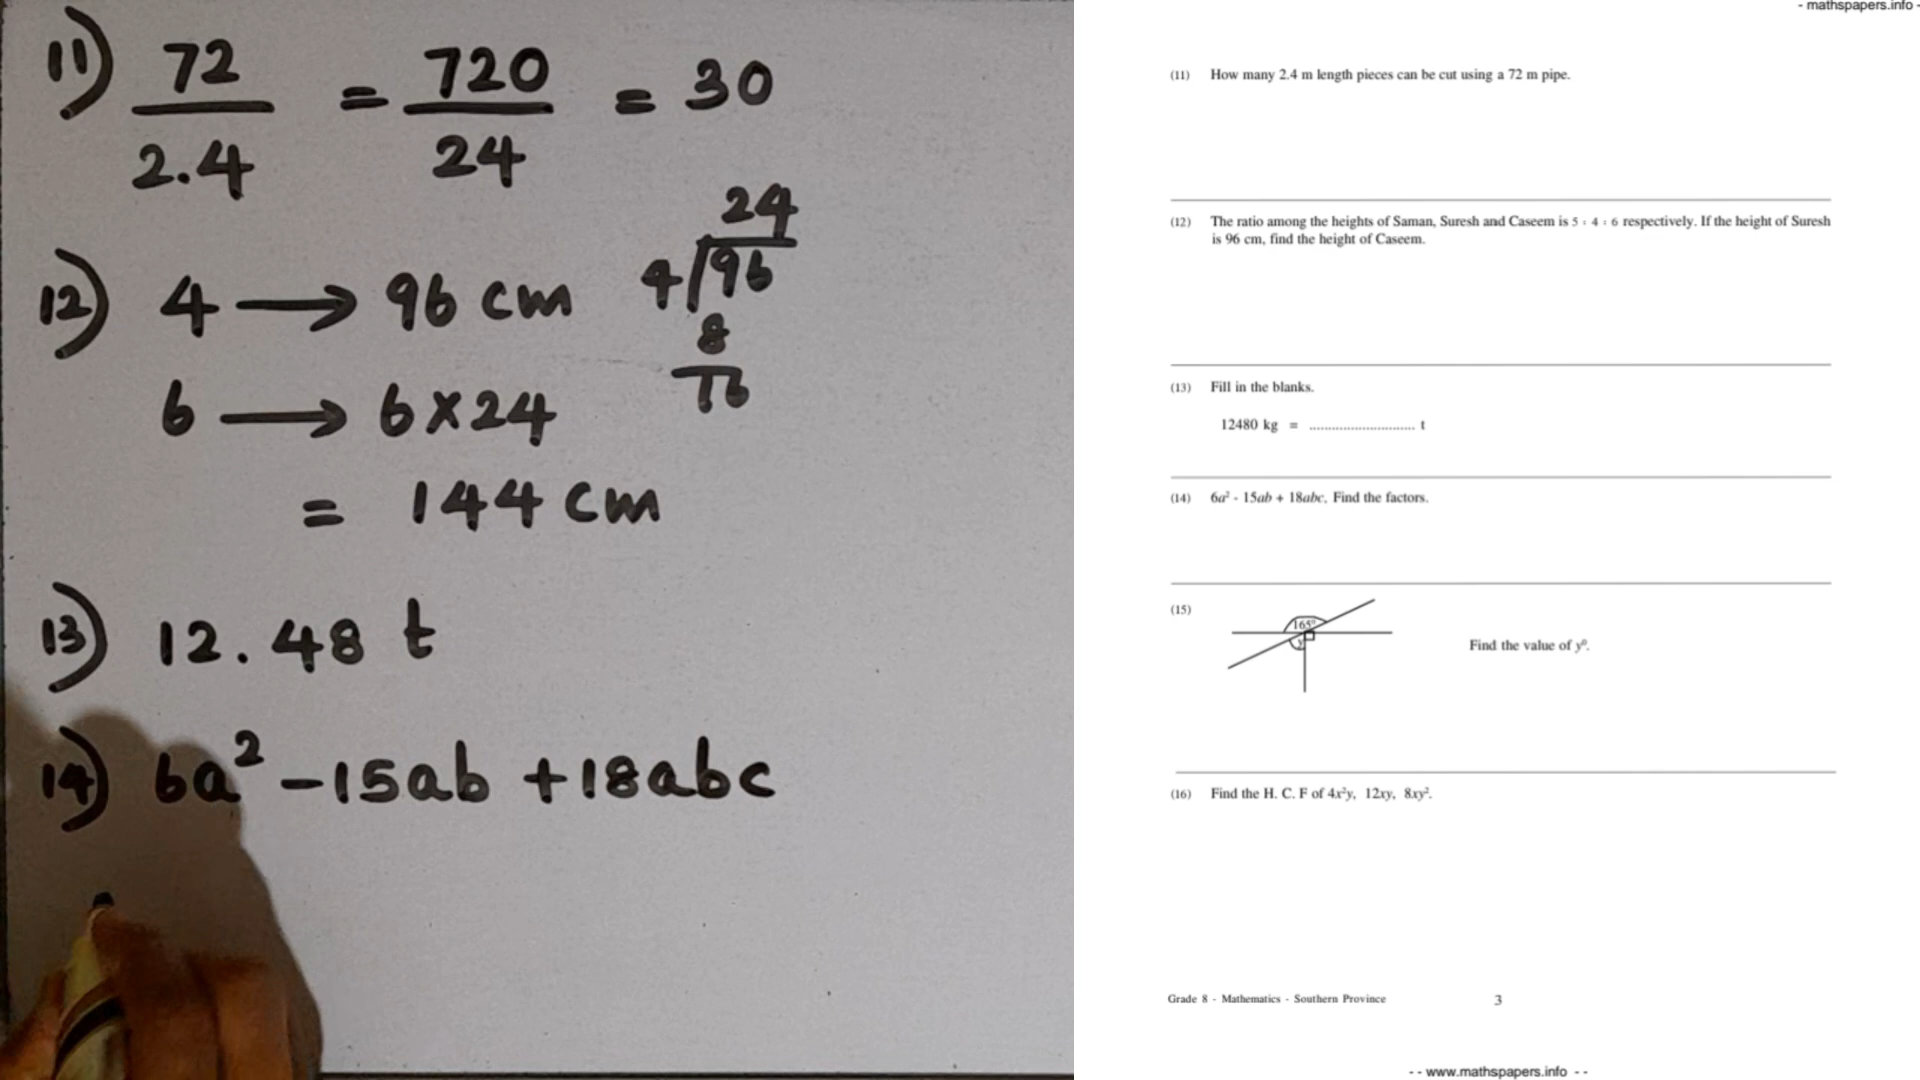 11) 72 / 2.4 = 720 / 24 = 30
12) 4 → 96 cm
24
4)96
8
16
6 → 6×24
= 144 cm
13) 12.48 t
14) 6a² - 15ab + 18abc
- mathspapers.info -
(11) How many 2.4 m length pieces can be cut using a 72 m pipe.
(12) The ratio among the heights of Saman, Suresh and Caseem is 5 : 4 : 6 respectively. If the height of Suresh
is 96 cm, find the height of Caseem.
(13) Fill in the blanks.
12480 kg = ............................ t
(14) 6a² - 15ab + 18abc, Find the factors.
(15)
165⁰
y
Find the value of y⁰.
(16) Find the H. C. F of 4x²y, 12xy, 8xy².
Grade 8 - Mathematics - Southern Province 3
- - www.mathspapers.info - -